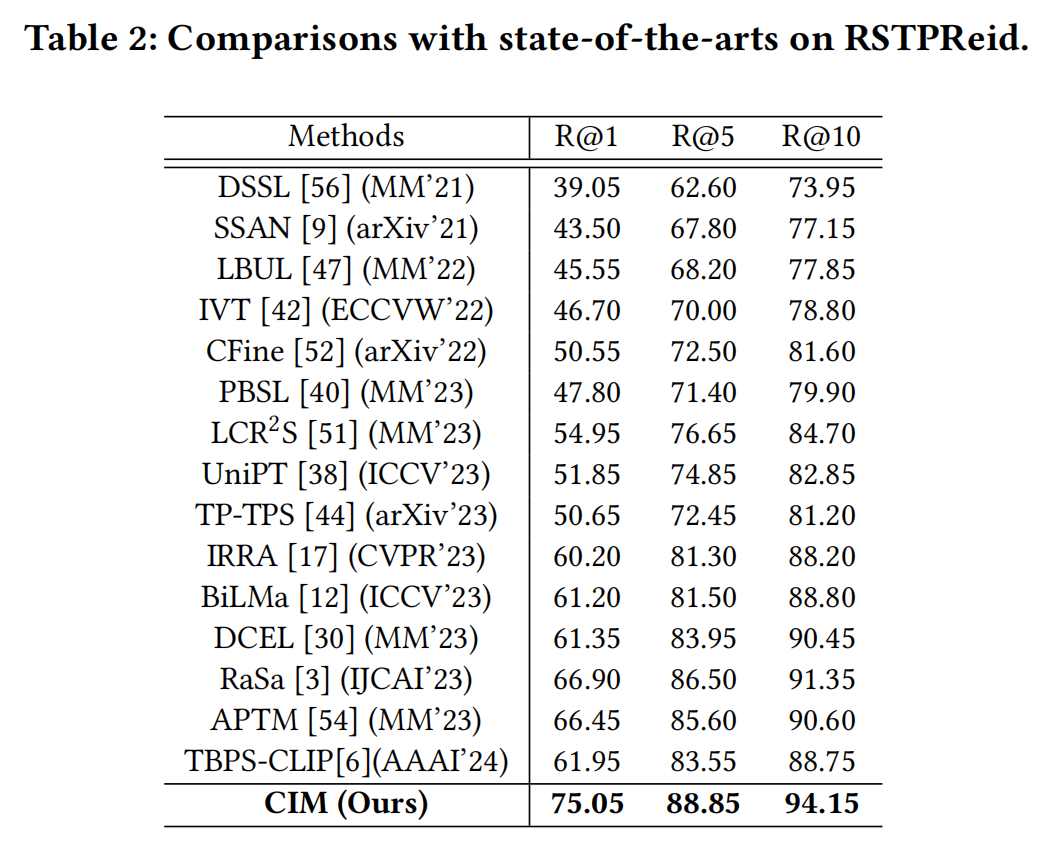 Table 2: Comparisons with state-of-the-arts on RSTPReid.
Methods R@1 R@5 R@10
DSSL [56] (MM’21) 39.05 62.60 73.95
SSAN [9] (arXiv’21) 43.50 67.80 77.15
LBUL [47] (MM’22) 45.55 68.20 77.85
IVT [42] (ECCVW’22) 46.70 70.00 78.80
CFine [52] (arXiv’22) 50.55 72.50 81.60
PBSL [40] (MM’23) 47.80 71.40 79.90
LCR²S [51] (MM’23) 54.95 76.65 84.70
UniPT [38] (ICCV’23) 51.85 74.85 82.85
TP-TPS [44] (arXiv’23) 50.65 72.45 81.20
IRRA [17] (CVPR’23) 60.20 81.30 88.20
BiLMa [12] (ICCV’23) 61.20 81.50 88.80
DCEL [30] (MM’23) 61.35 83.95 90.45
RaSa [3] (IJCAI’23) 66.90 86.50 91.35
APTM [54] (MM’23) 66.45 85.60 90.60
TBPS-CLIP[6](AAAI’24) 61.95 83.55 88.75
CIM (Ours) 75.05 88.85 94.15